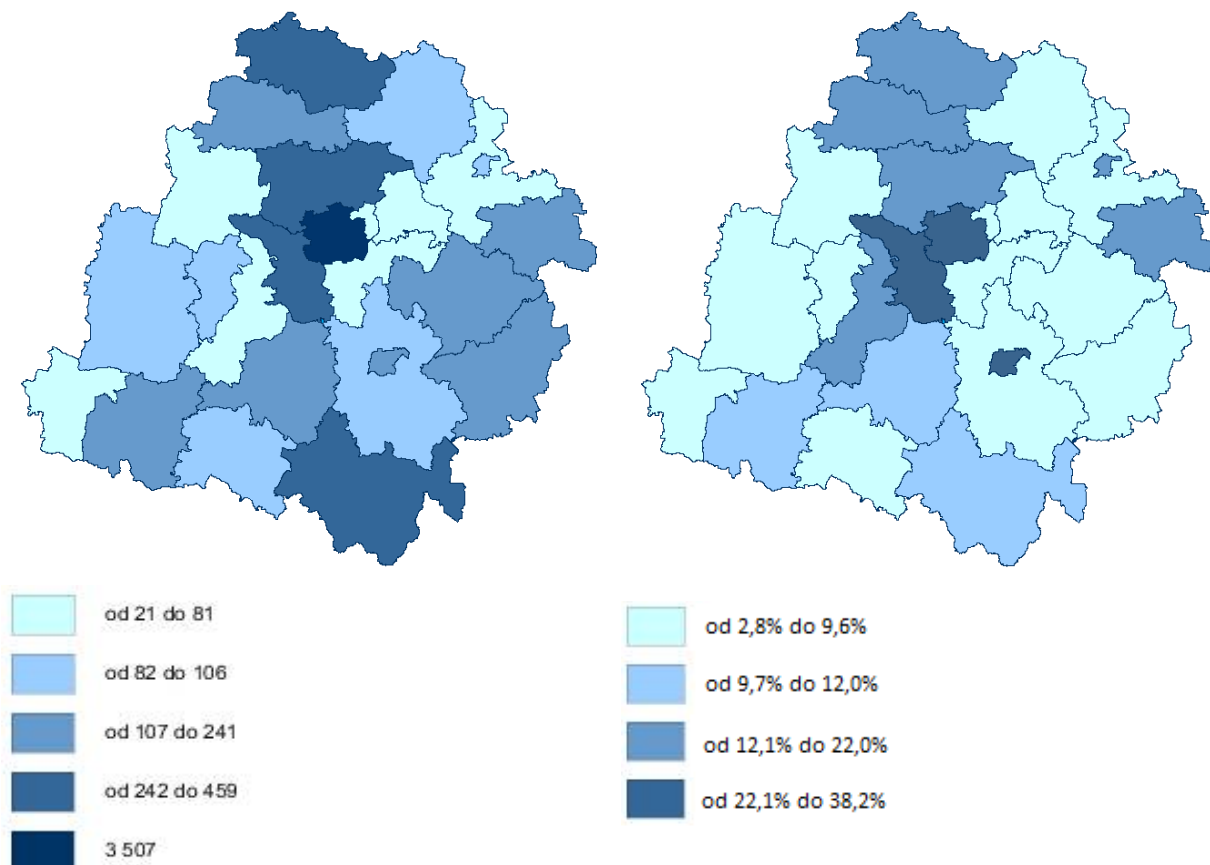 od 21 do 81
od 82 do 106
od 107 do 241
od 242 do 459
3 507
od 2,8% do 9,6%
od 9,7% do 12,0%
od 12,1% do 22,0%
od 22,1% do 38,2%